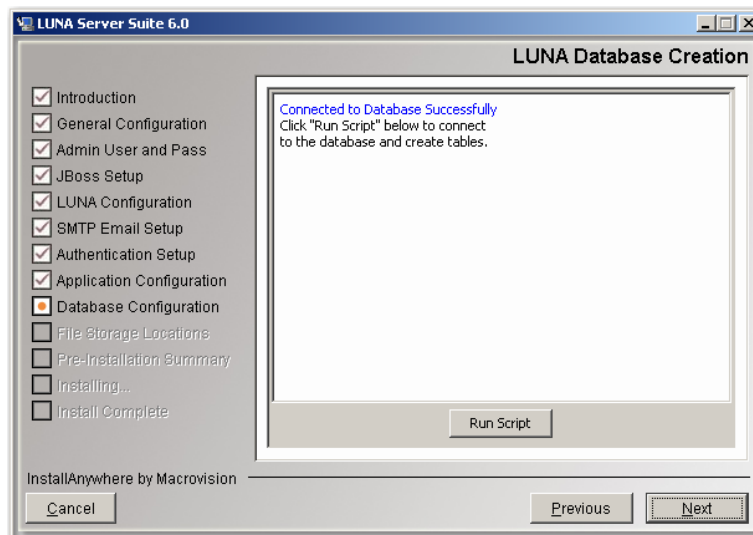 LUNA Server Suite 6.0
LUNA Database Creation
Introduction
General Configuration
Admin User and Pass
JBoss Setup
LUNA Configuration
SMTP Email Setup
Authentication Setup
Application Configuration
Database Configuration
File Storage Locations
Pre-Installation Summary
Installing...
Install Complete
Connected to Database Successfully
Click "Run Script" below to connect
to the database and create tables.
Run Script
InstallAnywhere by Macrovision
Cancel
Previous
Next